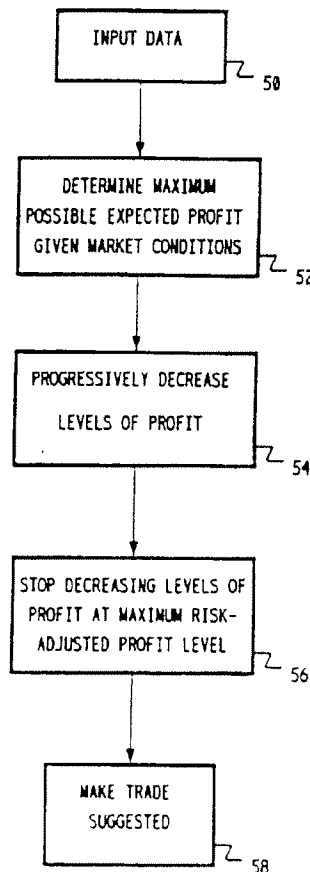 INPUT DATA
50
DETERMINE MAXIMUM
POSSIBLE EXPECTED PROFIT
GIVEN MARKET CONDITIONS
52
PROGRESSIVELY DECREASE
LEVELS OF PROFIT
54
STOP DECREASING LEVELS OF
PROFIT AT MAXIMUM RISK-
ADJUSTED PROFIT LEVEL
56
MAKE TRADE
SUGGESTED
58